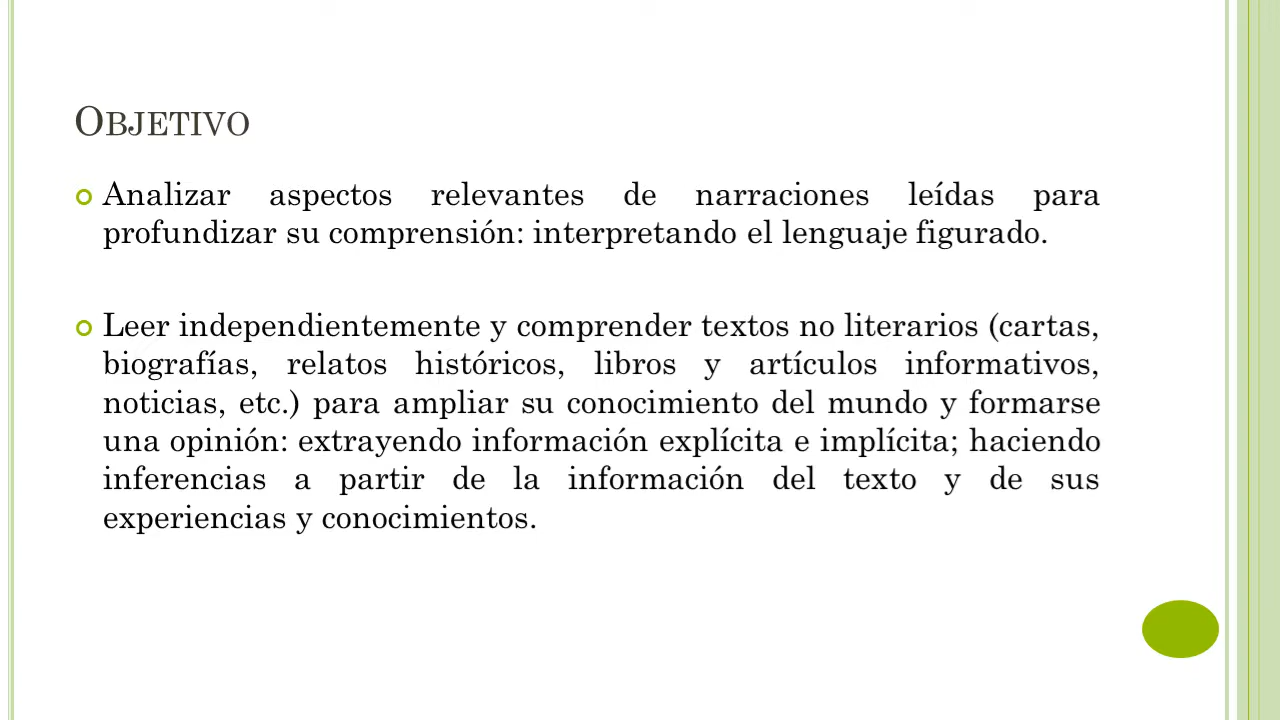 OBJETIVO
Analizar aspectos relevantes de narraciones leídas para
profundizar su comprensión: interpretando el lenguaje figurado.
Leer independientemente y comprender textos no literarios (cartas,
biografías, relatos históricos, libros y artículos informativos,
noticias, etc.) para ampliar su conocimiento del mundo y formarse
una opinión: extrayendo información explícita e implícita; haciendo
inferencias a partir de la información del texto y de sus
experiencias y conocimientos.